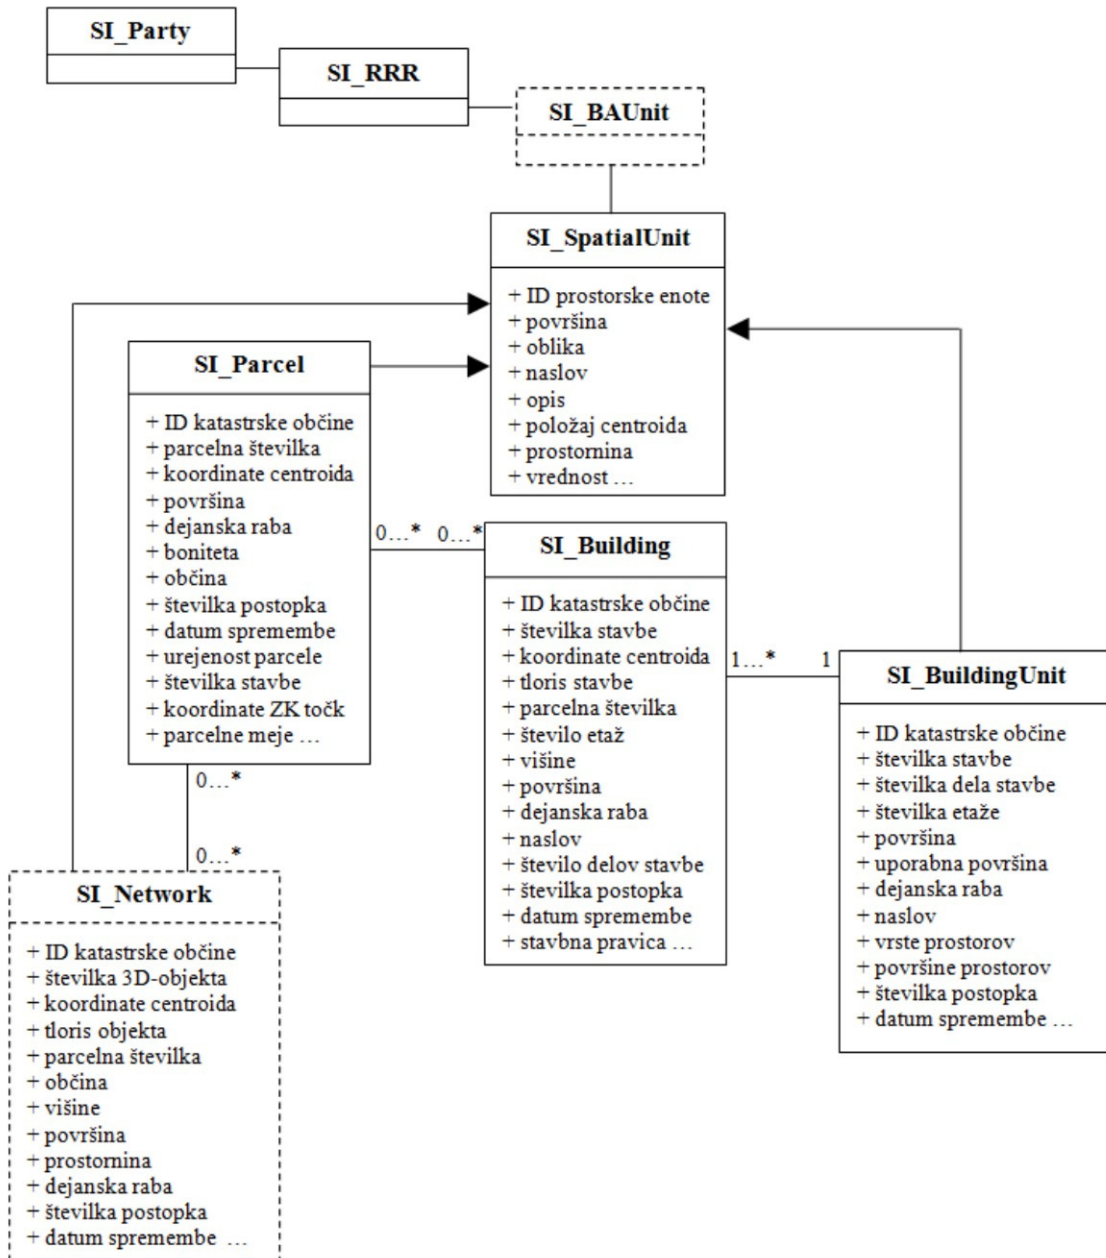 SI_Party
SI_RRR
SI_BAUnit
SI_SpatialUnit
+ ID prostorske enote
+ površina
+ oblika
+ naslov
+ opis
+ položaj centroida
+ prostornina
+ vrednost …
SI_Parcel
+ ID katastrske občine
+ parcelna številka
+ koordinate centroida
+ površina
+ dejanska raba
+ boniteta
+ občina
+ številka postopka
+ datum spremembe
+ urejenost parcele
+ številka stavbe
+ koordinate ZK točk
+ parcelne meje …
0…* 0…*
SI_Building
+ ID katastrske občine
+ številka stavbe
+ koordinate centroida
+ tloris stavbe
+ parcelna številka
+ število etaž
+ višine
+ površina
+ dejanska raba
+ naslov
+ število delov stavbe
+ številka postopka
+ datum spremembe
+ stavbna pravica …
1…* 1
SI_BuildingUnit
+ ID katastrske občine
+ številka stavbe
+ številka dela stavbe
+ številka etaže
+ površina
+ uporabna površina
+ dejanska raba
+ naslov
+ vrste prostorov
+ površine prostorov
+ številka postopka
+ datum spremembe …
0…*
0…*
SI_Network
+ ID katastrske občine
+ številka 3D-objekta
+ koordinate centroida
+ tloris objekta
+ parcelna številka
+ občina
+ višine
+ površina
+ prostornina
+ dejanska raba
+ številka postopka
+ datum spremembe …